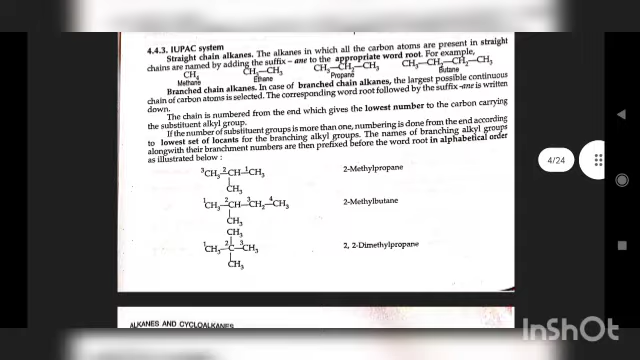 4.4.3. IUPAC system
Straight chain alkanes. The alkanes in which all the carbon atoms are present in straight
chains are named by adding the suffix – ane to the appropriate word root. For example,
CH4 CH3—CH3 CH3—CH2—CH3 CH3—CH2—CH2—CH3
Methane Ethane Propane Butane
Branched chain alkanes. In case of branched chain alkanes, the largest possible continuous
chain of carbon atoms is selected. The corresponding word root followed by the suffix -ane is written
down.
The chain is numbered from the end which gives the lowest number to the carbon carrying
the substituent alkyl group.
If the number of substituent groups is more than one, numbering is done from the end according
to lowest set of locants for the branching alkyl groups. The names of branching alkyl groups
alongwith their branchment numbers are then prefixed before the word root in alphabetical order
as illustrated below :
3CH3—2CH—1CH3 2-Methylpropane
CH3
1CH3—2CH—3CH2—4CH3 2-Methylbutane
CH3
CH3
1CH3—2C—3CH3 2, 2-Dimethylpropane
CH3
4/24
ALKANES AND CYCLOALKANES
InShOt